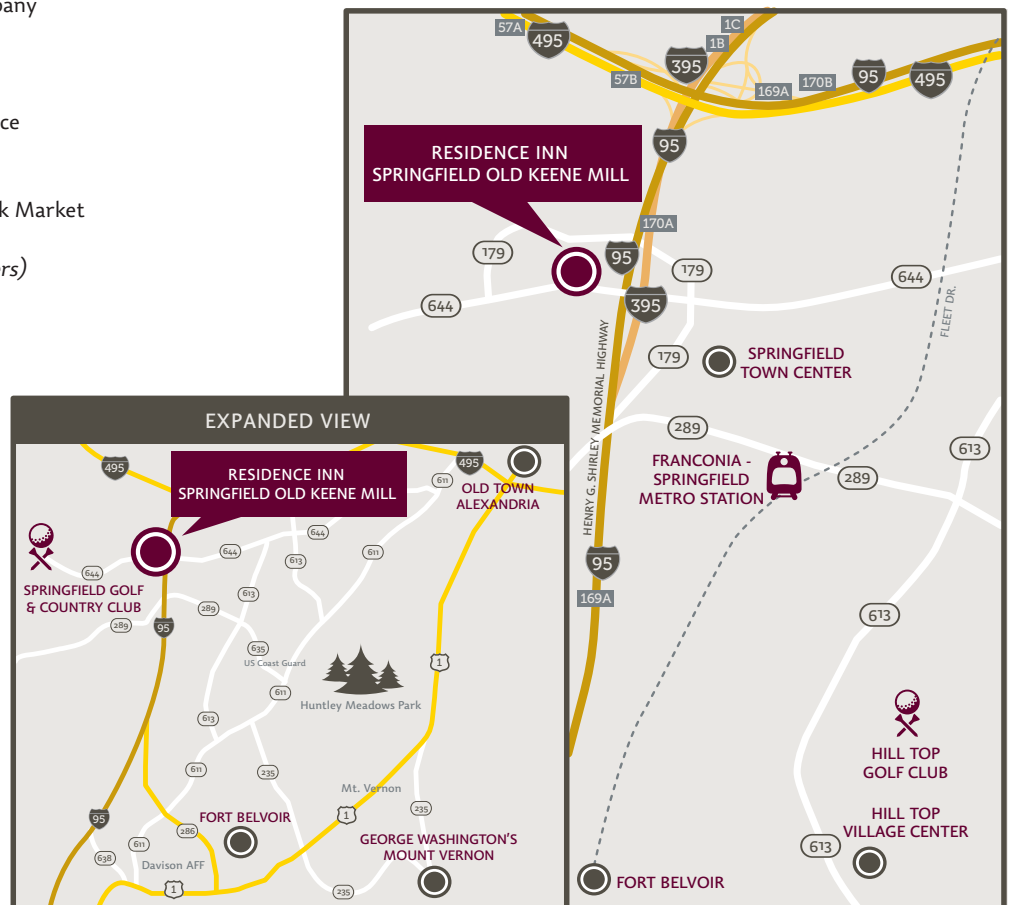 pany
ce
k Market
rs)
57A
495
1C
1B
395
57B
169A
170B
95
495
95
RESIDENCE INN
SPRINGFIELD OLD KEENE MILL
170A
179
95
179
644
644
395
FLEET DR.
HENRY G. SHIRLEY MEMORIAL HIGHWAY
179
SPRINGFIELD
TOWN CENTER
289
613
FRANCONIA -
SPRINGFIELD
METRO STATION
289
95
169A
613
HILL TOP
GOLF CLUB
HILL TOP
VILLAGE CENTER
613
FORT BELVOIR
EXPANDED VIEW
495
RESIDENCE INN
SPRINGFIELD OLD KEENE MILL
495
611
OLD TOWN
ALEXANDRIA
644
644
611
613
644
SPRINGFIELD GOLF
& COUNTRY CLUB
613
289
289
95
635
US Coast Guard
1
611
Huntley Meadows Park
613
611
235
Mt. Vernon
235
1
95
286
FORT BELVOIR
611
638
Davison AFF
GEORGE WASHINGTON'S
MOUNT VERNON
1
235